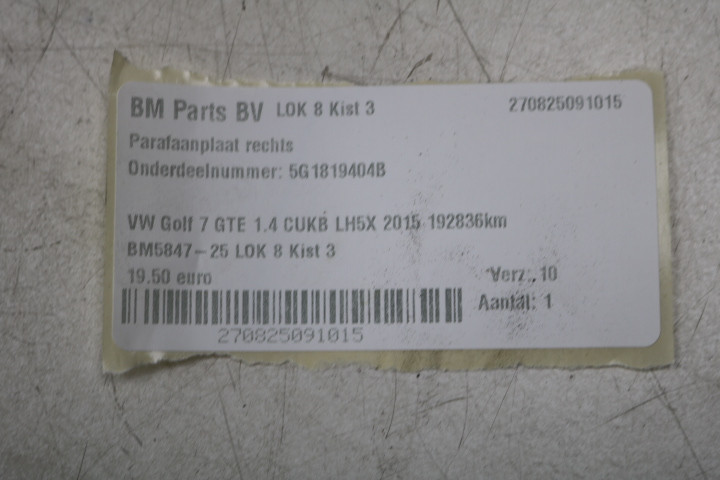 BM Parts BV LOK 8 Kist 3 270825091015
Parafaanplaat rechts
Onderdeelnummer: 5G1819404B
VW Golf 7 GTE 1.4 CUKB LH5X 2015 192836km
BM5847-25 LOK 8 Kist 3
19.50 euro Verz.: 10
Aantal: 1
270825091015